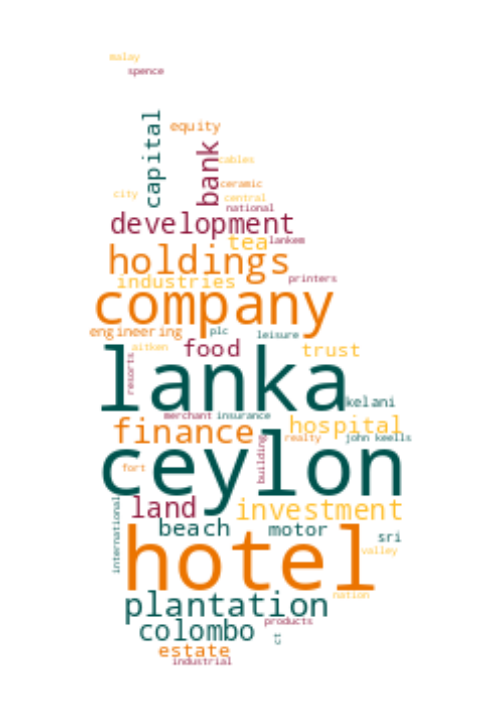 malay
spence
capital
equity
bank
cables
ceramic
city
central
national
development
tea
lankem
holdings
industries
printers
company
engineering
plc
leisure
aitken
food
trust
resorts
lanka
kelani
merchant
insurance
finance
hospital
realty
john keells
building
ceylon
fort
international
land
investment
beach
motor
sri
valley
hotel
nation
plantation
colombo
products
ct
estate
industrial